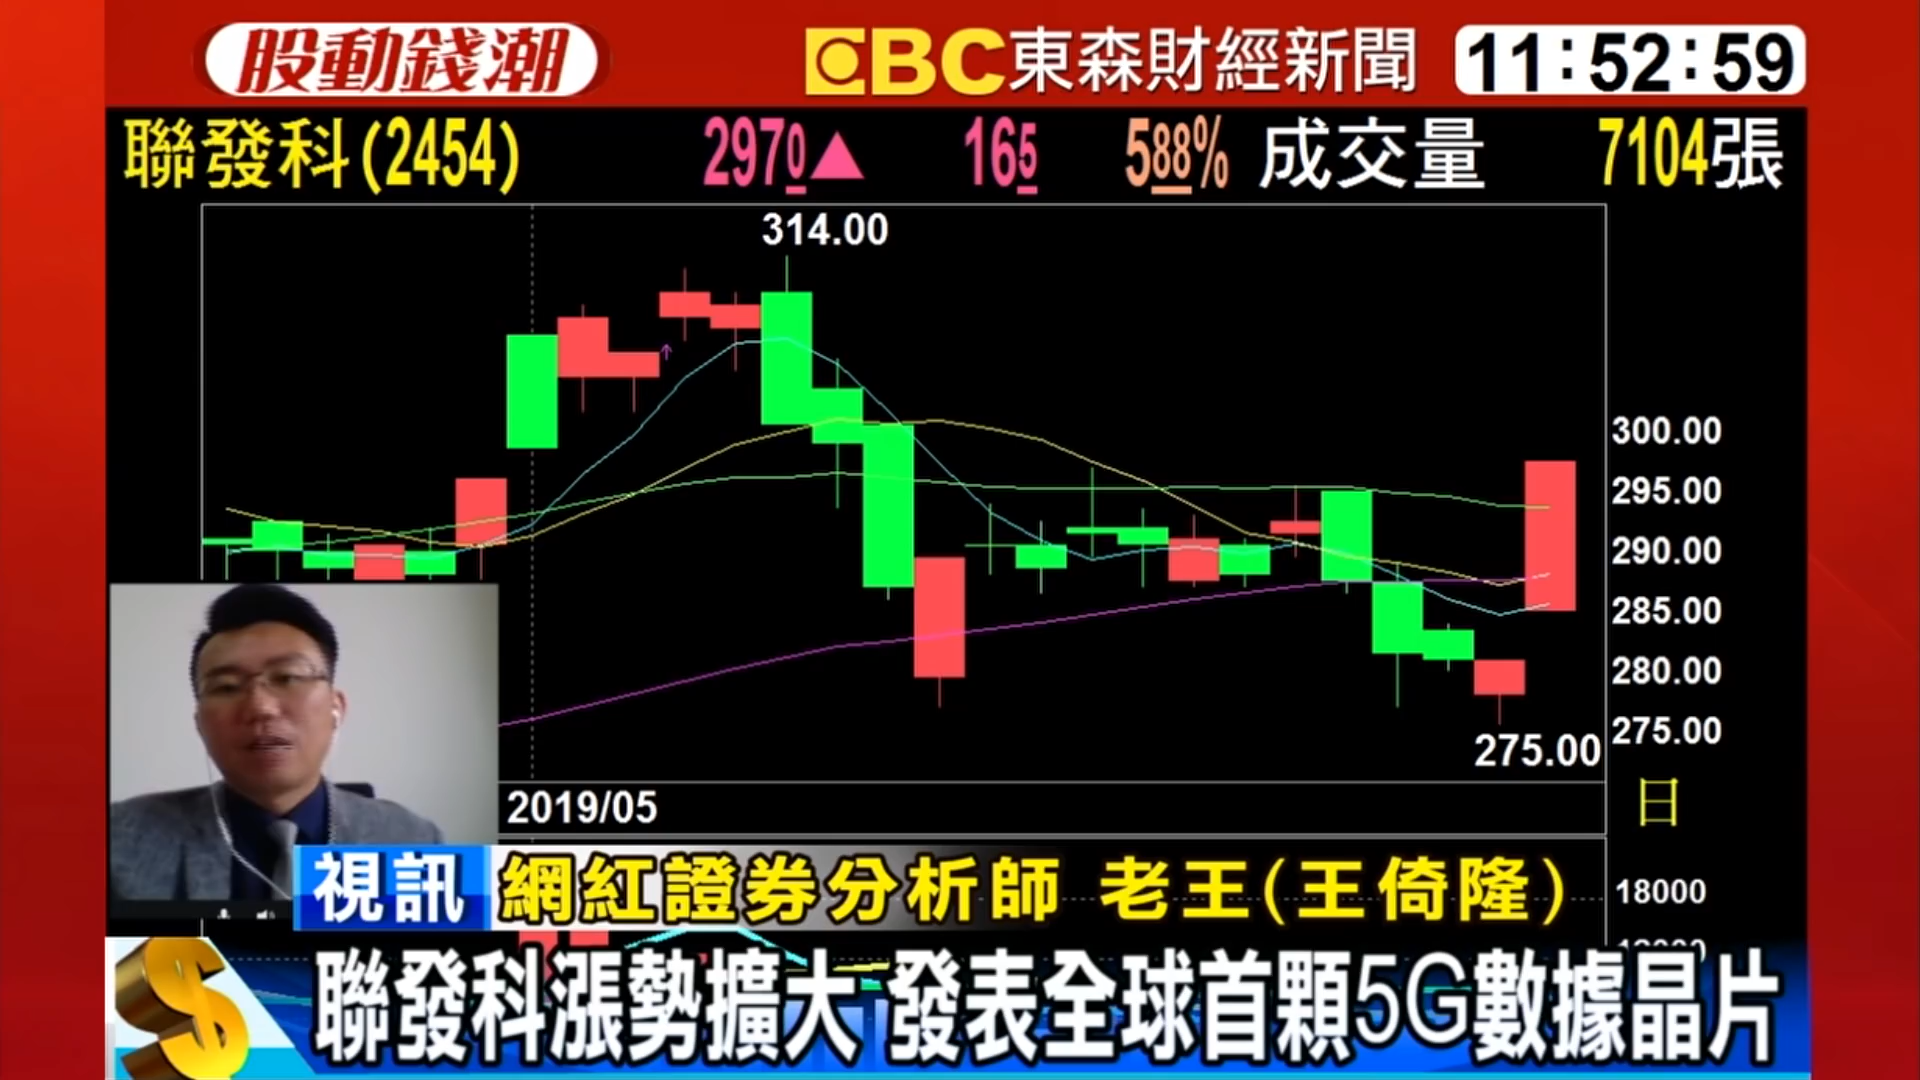 股動錢潮
EBC東森財經新聞
11:52:59
聯發科(2454) 2970▲ 165 588% 成交量 7104張
314.00
300.00
295.00
290.00
285.00
280.00
275.00
275.00
2019/05
日
18000
視訊 網紅證券分析師 老王(王倚隆)
聯發科漲勢擴大 發表全球首顆5G數據晶片